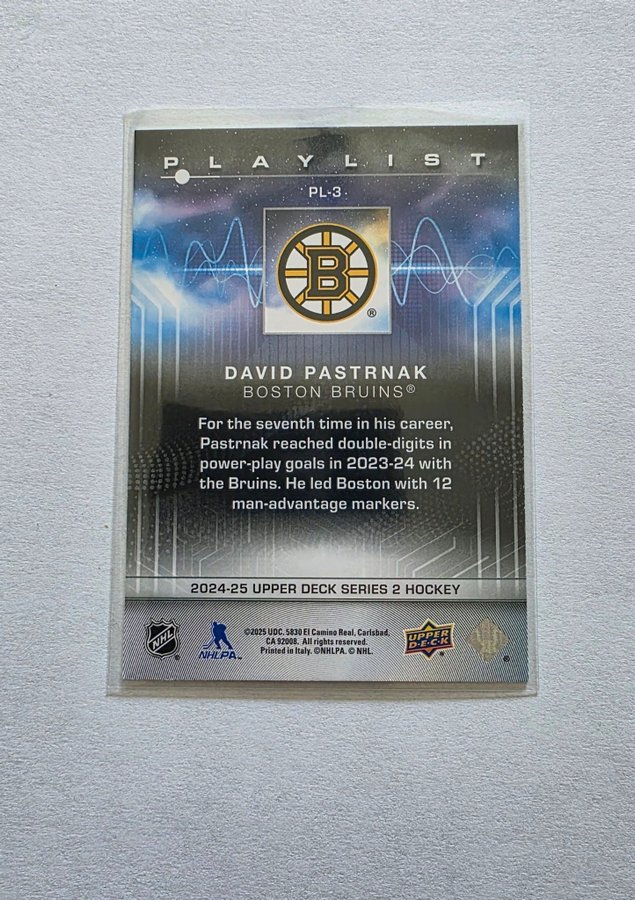 PLAYLIST
PL-3
B
®
DAVID PASTRNAK
BOSTON BRUINS®
For the seventh time in his career,
Pastrnak reached double-digits in
power-play goals in 2023-24 with
the Bruins. He led Boston with 12
man-advantage markers.
2024-25 UPPER DECK SERIES 2 HOCKEY
NHL ®
NHLPA™
©2025 UDC. 5830 El Camino Real, Carlsbad,
CA 92008. All rights reserved.
Printed in Italy. ©NHLPA. © NHL.
UPPER
DECK
®